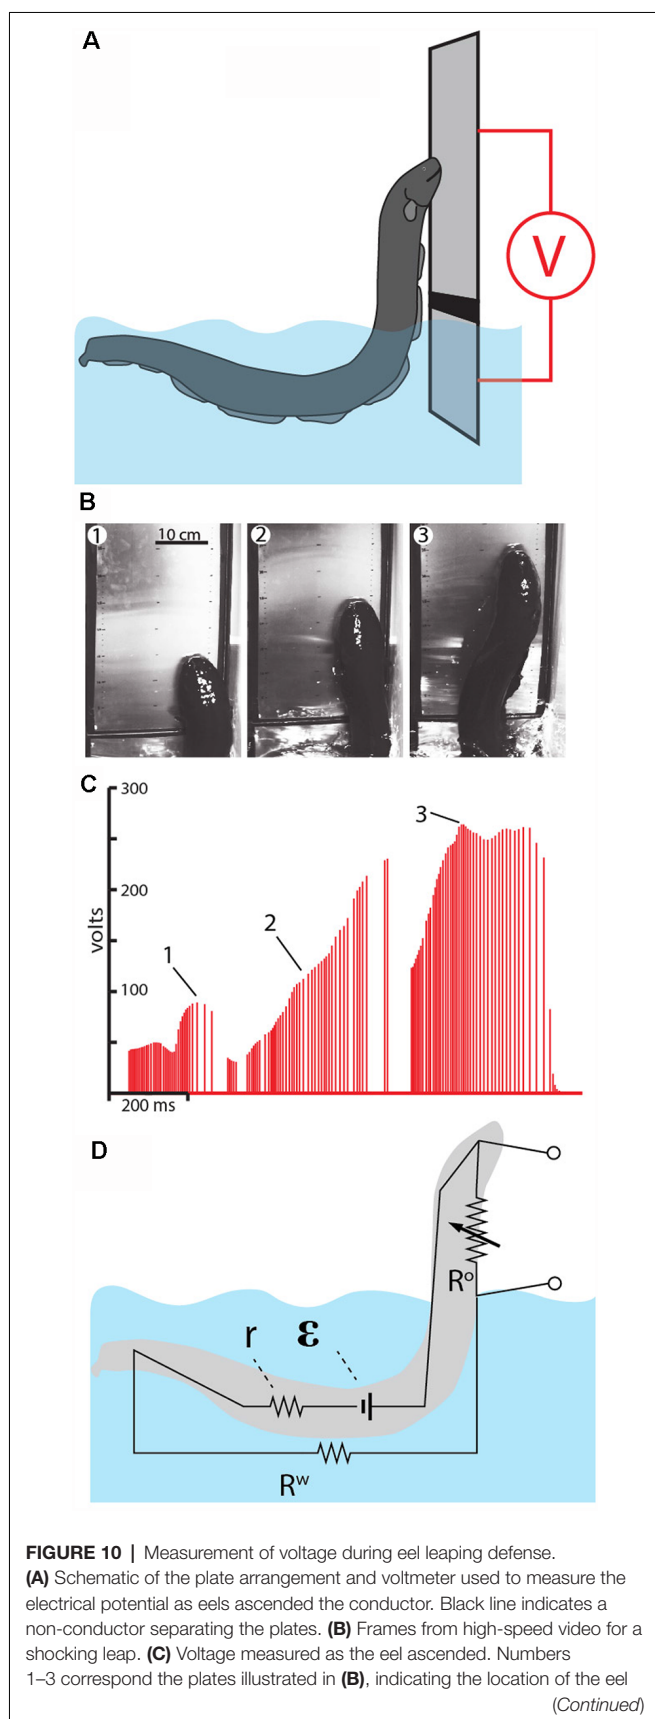 A
V
B
1
10 cm
2
3
C
300
200
100
volts
1
2
3
200 ms
D
Rᵒ
r
ε
Rʷ
FIGURE 10 | Measurement of voltage during eel leaping defense.
(A) Schematic of the plate arrangement and voltmeter used to measure the
electrical potential as eels ascended the conductor. Black line indicates a
non-conductor separating the plates. (B) Frames from high-speed video for a
shocking leap. (C) Voltage measured as the eel ascended. Numbers
1–3 correspond the plates illustrated in (B), indicating the location of the eel
(Continued)